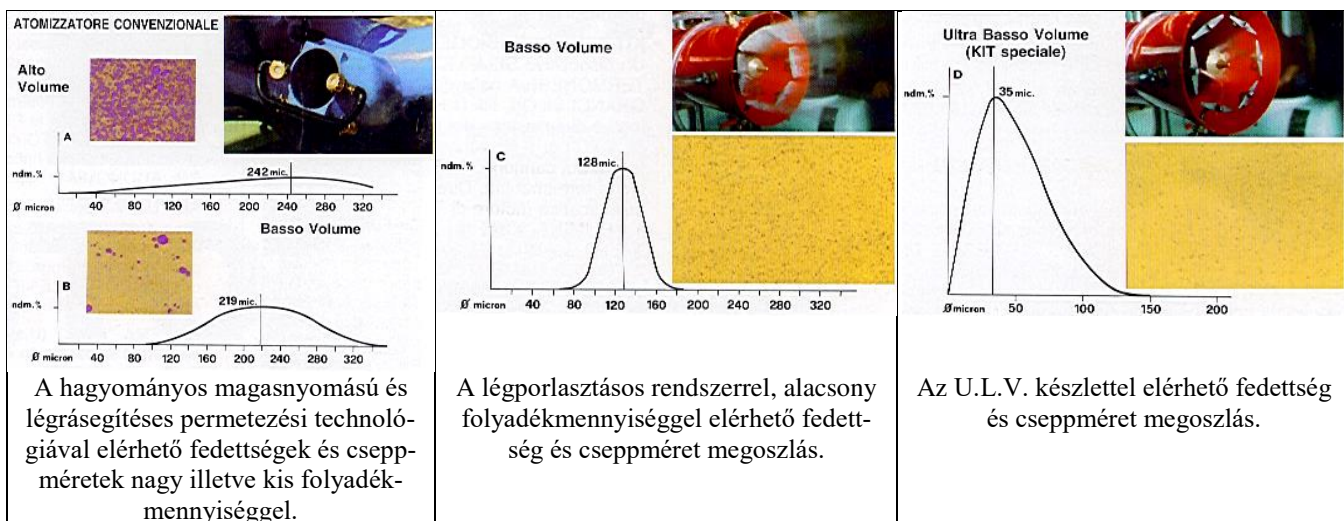 ATOMIZZATORE CONVENZIONALE
Alto
Volume
A
242 mic.
ndm.%
Ø micron 40 80 120 160 200 240 280 320
Basso Volume
B
219 mic.
ndm.%
Ø micron 40 80 120 160 200 240 280 320
A hagyományos magasnyomású és
légrásegítéses permetezési technoló-
giával elérhető fedettségek és csepp-
méretek nagy illetve kis folyadék-
mennyiséggel.
Basso Volume
C
128 mic.
ndm.%
Ø micron 40 80 120 160 200 240 280 320
A légporlasztásos rendszerrel, alacsony
folyadékmennyiséggel elérhető fedett-
ség és cseppméret megoszlás.
Ultra Basso Volume
(KIT speciale)
D
35 mic.
ndm.%
Ø micron 50 100 150 200
Az U.L.V. készlettel elérhető fedettség
és cseppméret megoszlás.